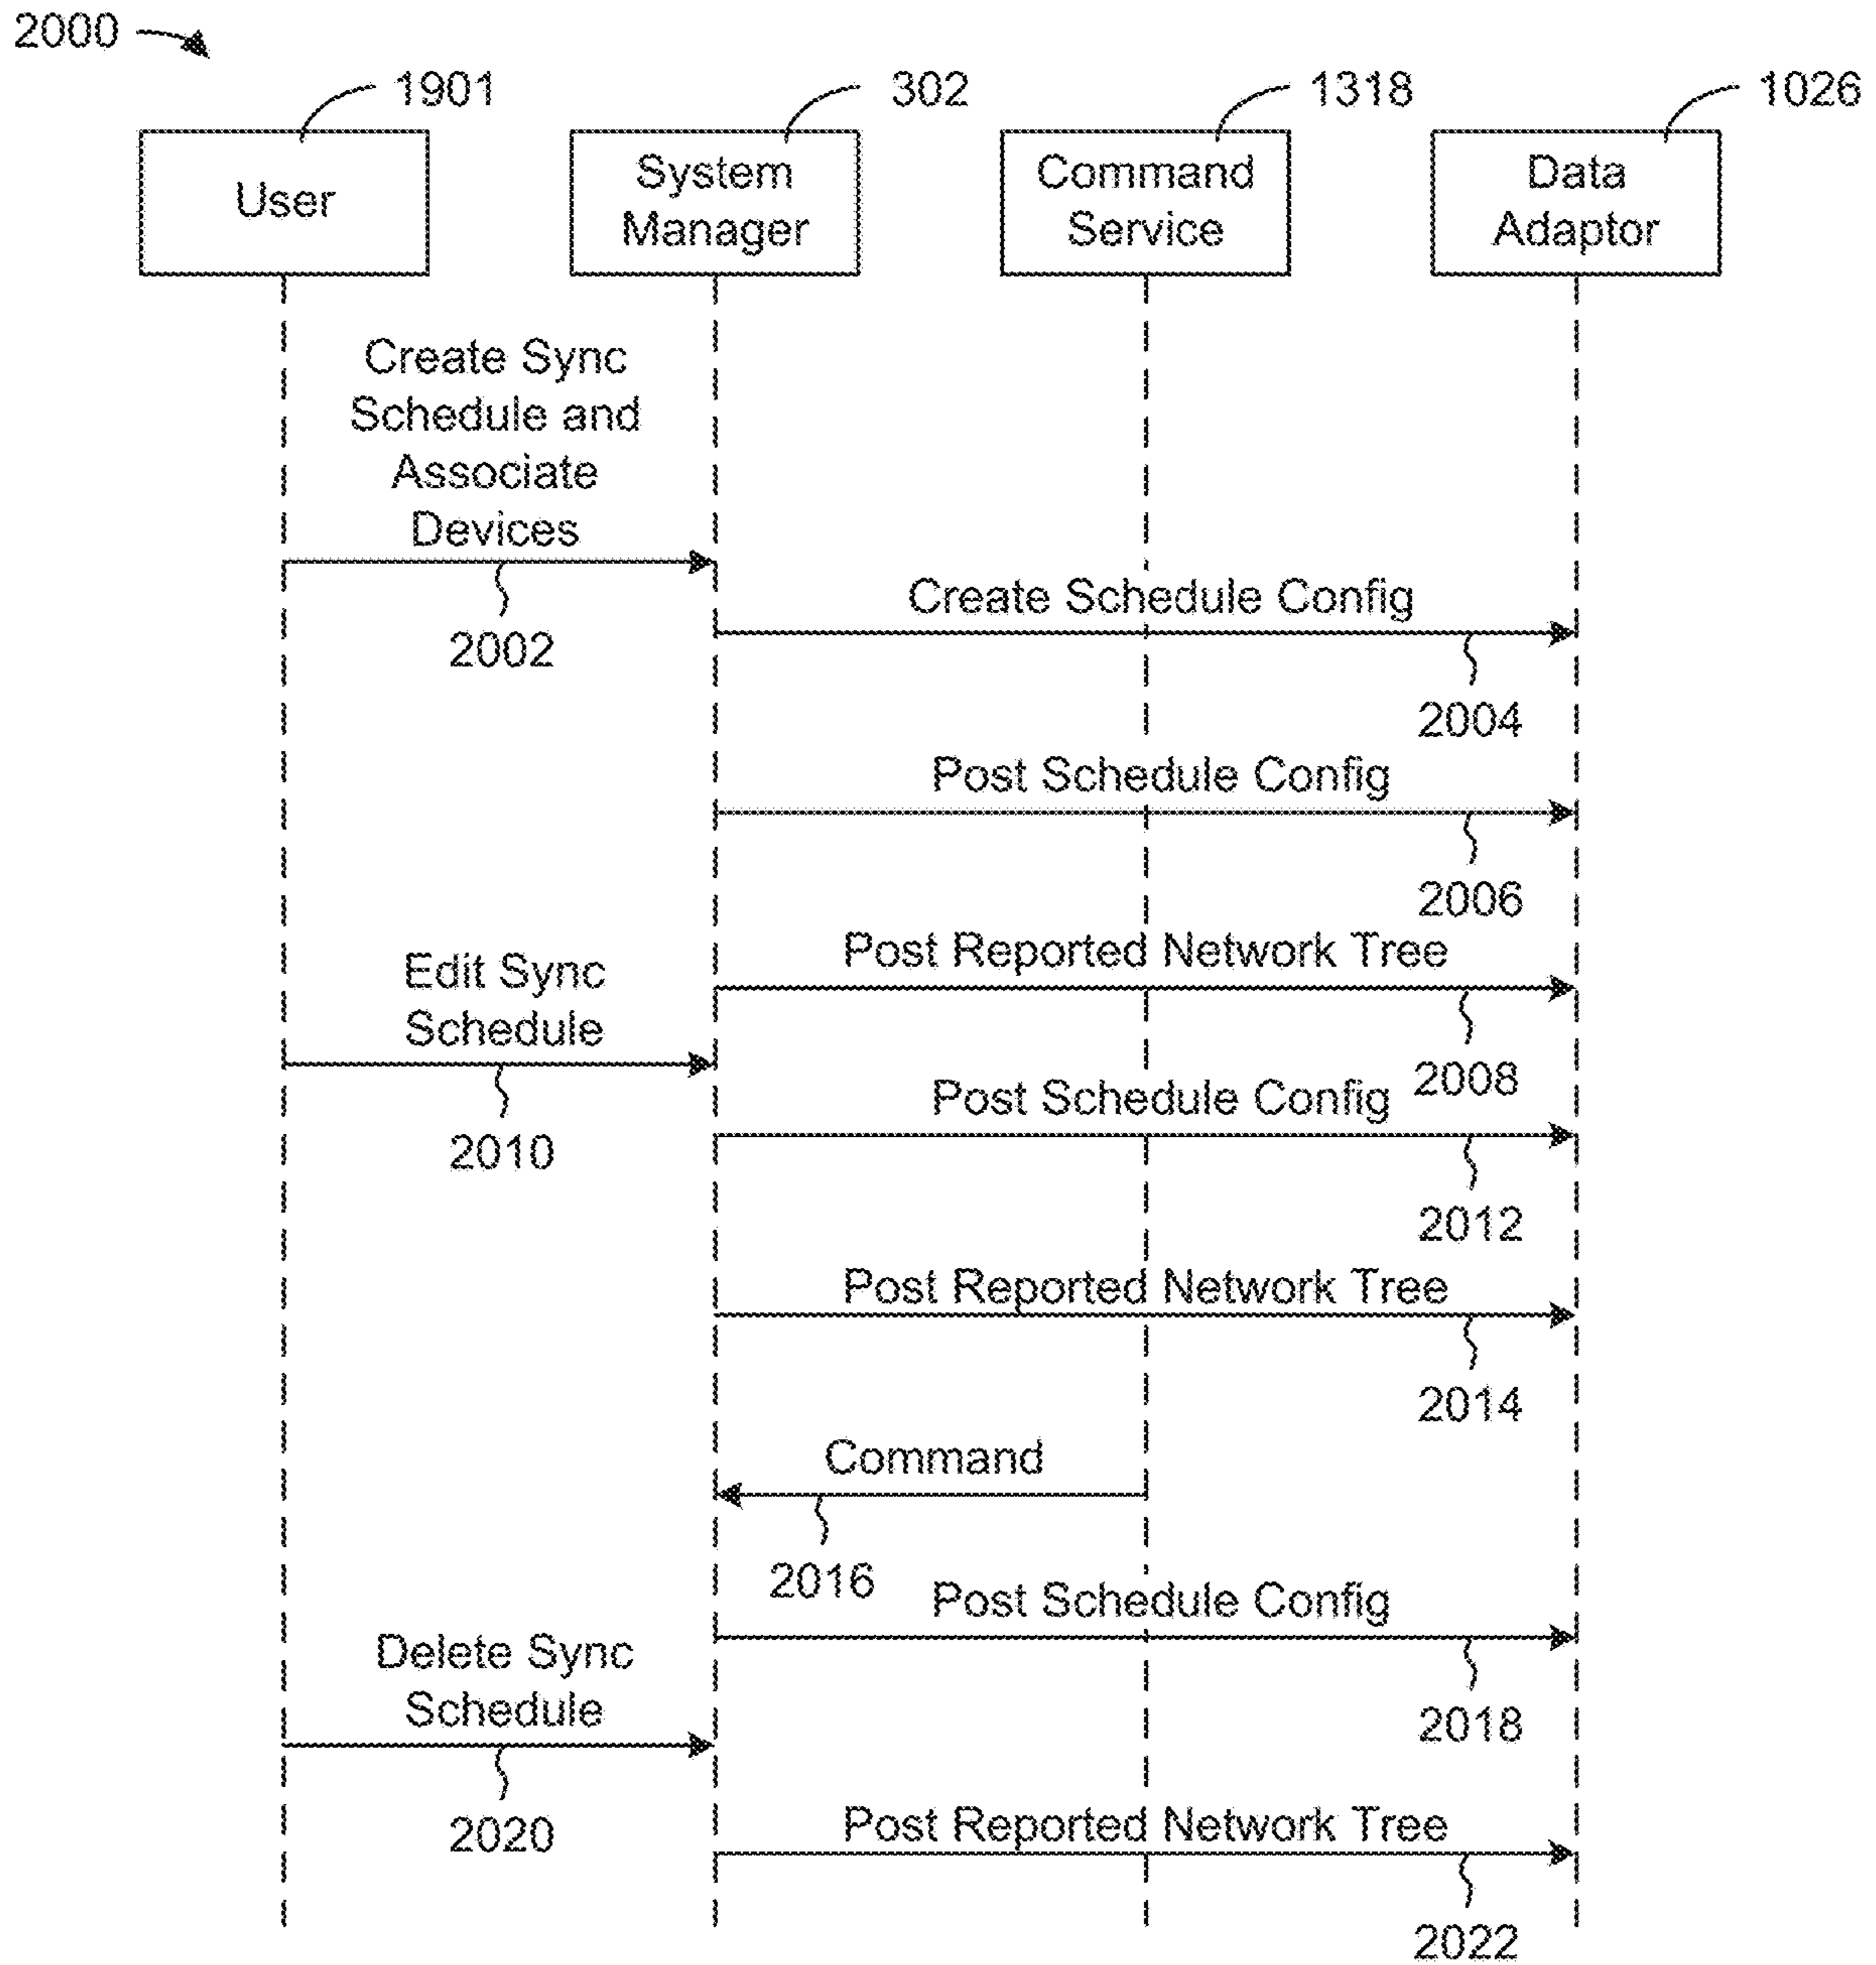 2000
1901
302
1318
1026
User
System
Manager
Command
Service
Data
Adaptor
Create Sync
Schedule and
Associate
Devices
2002
Create Schedule Config
2004
Post Schedule Config
2006
Post Reported Network Tree
2008
Edit Sync
Schedule
2010
Post Schedule Config
2012
Post Reported Network Tree
2014
Command
2016
Post Schedule Config
2018
Delete Sync
Schedule
2020
Post Reported Network Tree
2022